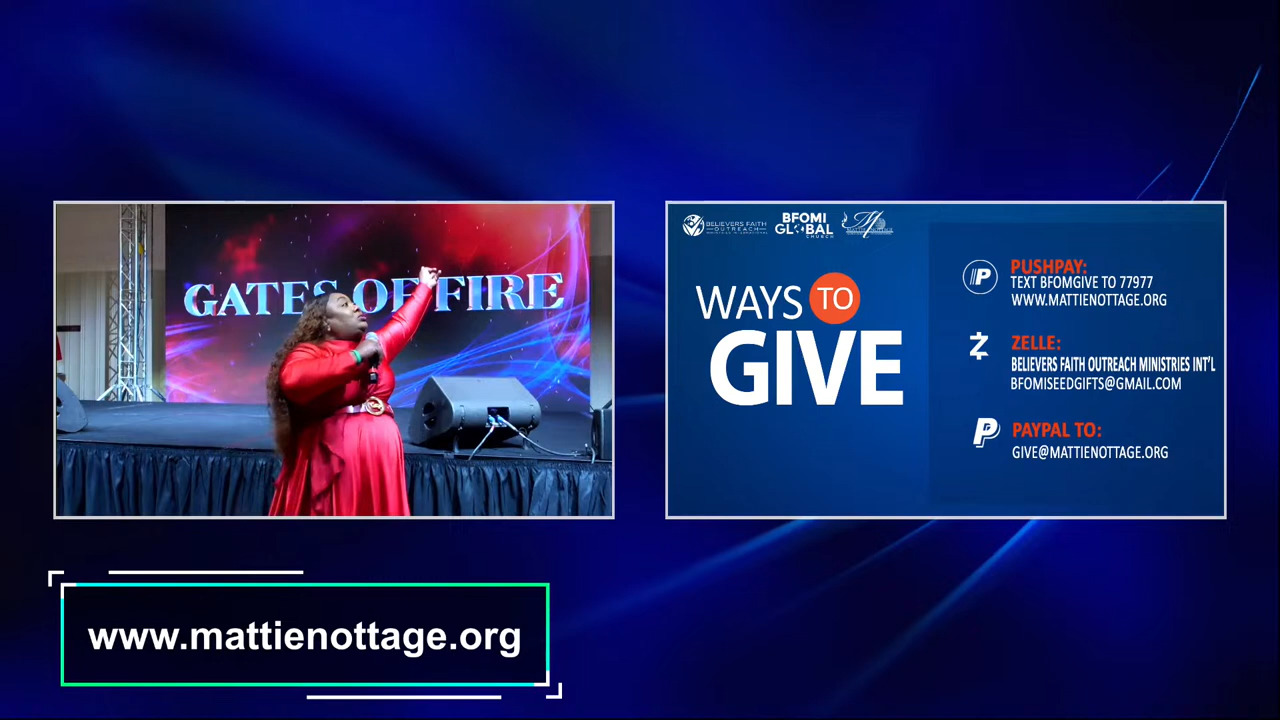 GATES OF FIRE
BELIEVERS FAITH
OUTREACH
BFOMI
GLOBAL
CHURCH
WAYS TO
GIVE
PUSHPAY:
TEXT BFOMGIVE TO 77977
WWW.MATTIENOTTAGE.ORG
ZELLE:
BELIEVERS FAITH OUTREACH MINISTRIES INT'L
BFOMISEEDGIFTS@GMAIL.COM
PAYPAL TO:
GIVE@MATTIENOTTAGE.ORG
www.mattienottage.org